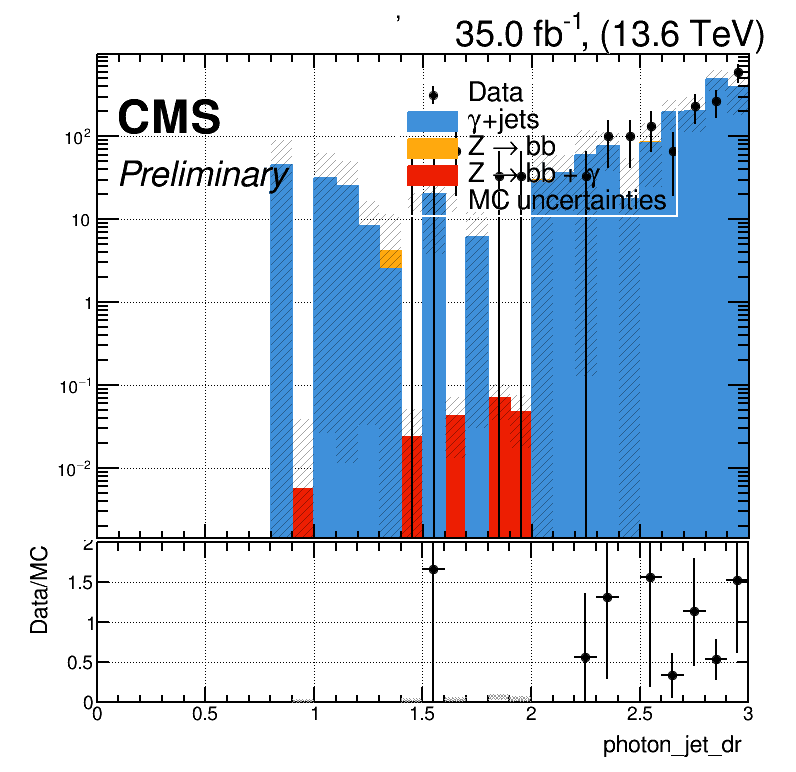 ,
35.0 fb⁻¹, (13.6 TeV)
CMS
Preliminary
Data
γ+jets
Z → bb
Z → bb + γ
MC uncertainties
10²
10
1
10⁻¹
10⁻²
Data/MC
2
1.5
1
0.5
0
0 0.5 1 1.5 2 2.5 3
photon_jet_dr